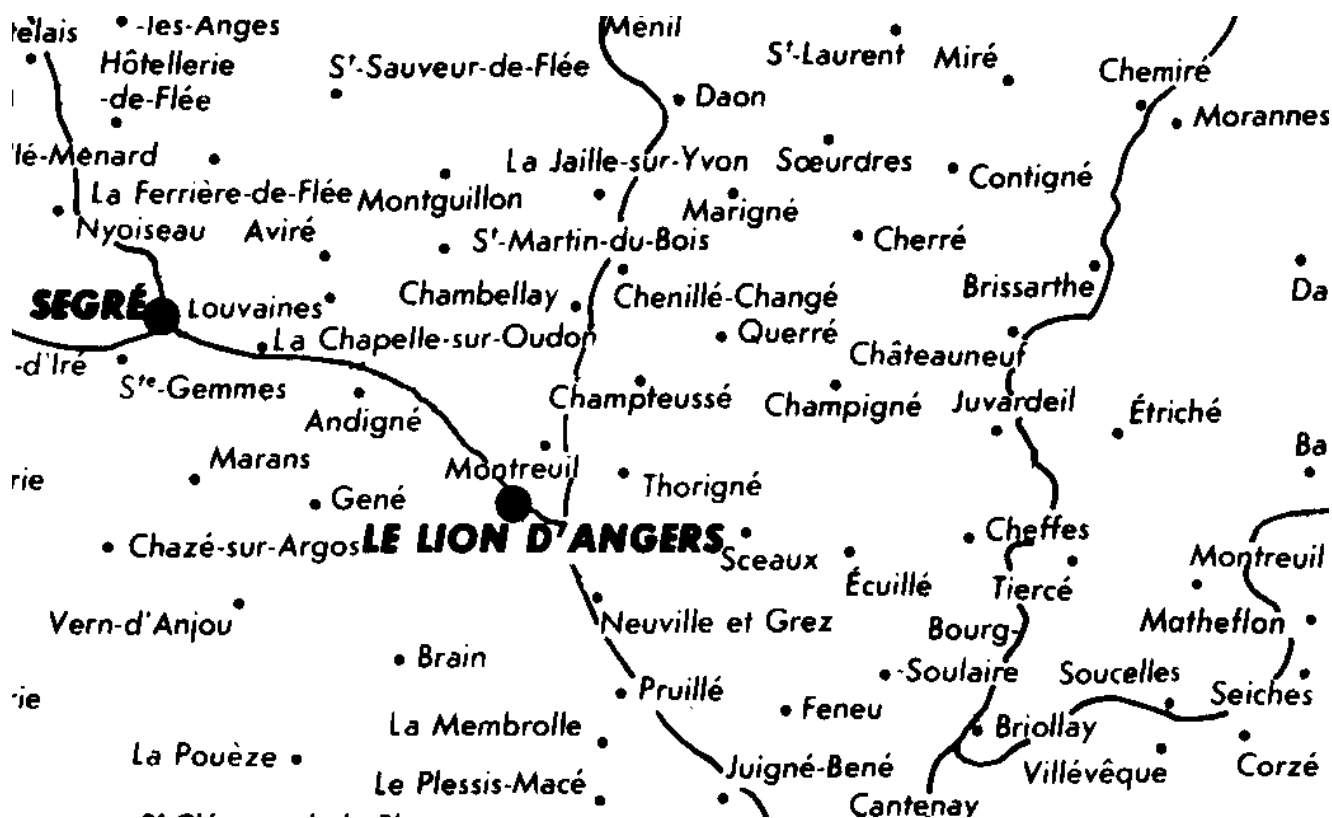 -les-Anges
Ménil
St-Laurent
Miré
Hôtellerie
-de-Flée
St-Sauveur-de-Flée
Chemiré
Daon
Morannes
La Jaille-sur-Yvon
Sœurdres
Contigné
La Ferrière-de-Flée
Montguillon
Marigné
Nyoiseau
Aviré
St-Martin-du-Bois
Cherré
SEGRÉ
Louvaines
Chambellay
Chenillé-Changé
Brissarthe
Da
La Chapelle-sur-Oudon
Querré
Châteauneuf
-d'Iré
Ste-Gemmes
Champteussé
Champigné
Juvardeil
Étriché
Andigné
Marans
Montreuil
Ba
rie
Gené
Thorigné
Chazé-sur-Argos
LE LION D'ANGERS
Sceaux
Cheffes
Montreuil
Écuillé
Tiercé
Vern-d'Anjou
Neuville et Grez
Bourg-
-Soulaire
Matheflon
Brain
Soucelles
Seiches
rie
Pruillé
Feneu
La Membrolle
Briollay
La Pouèze
Le Plessis-Macé
Juigné-Bené
Villévêque
Corzé
Cantenay